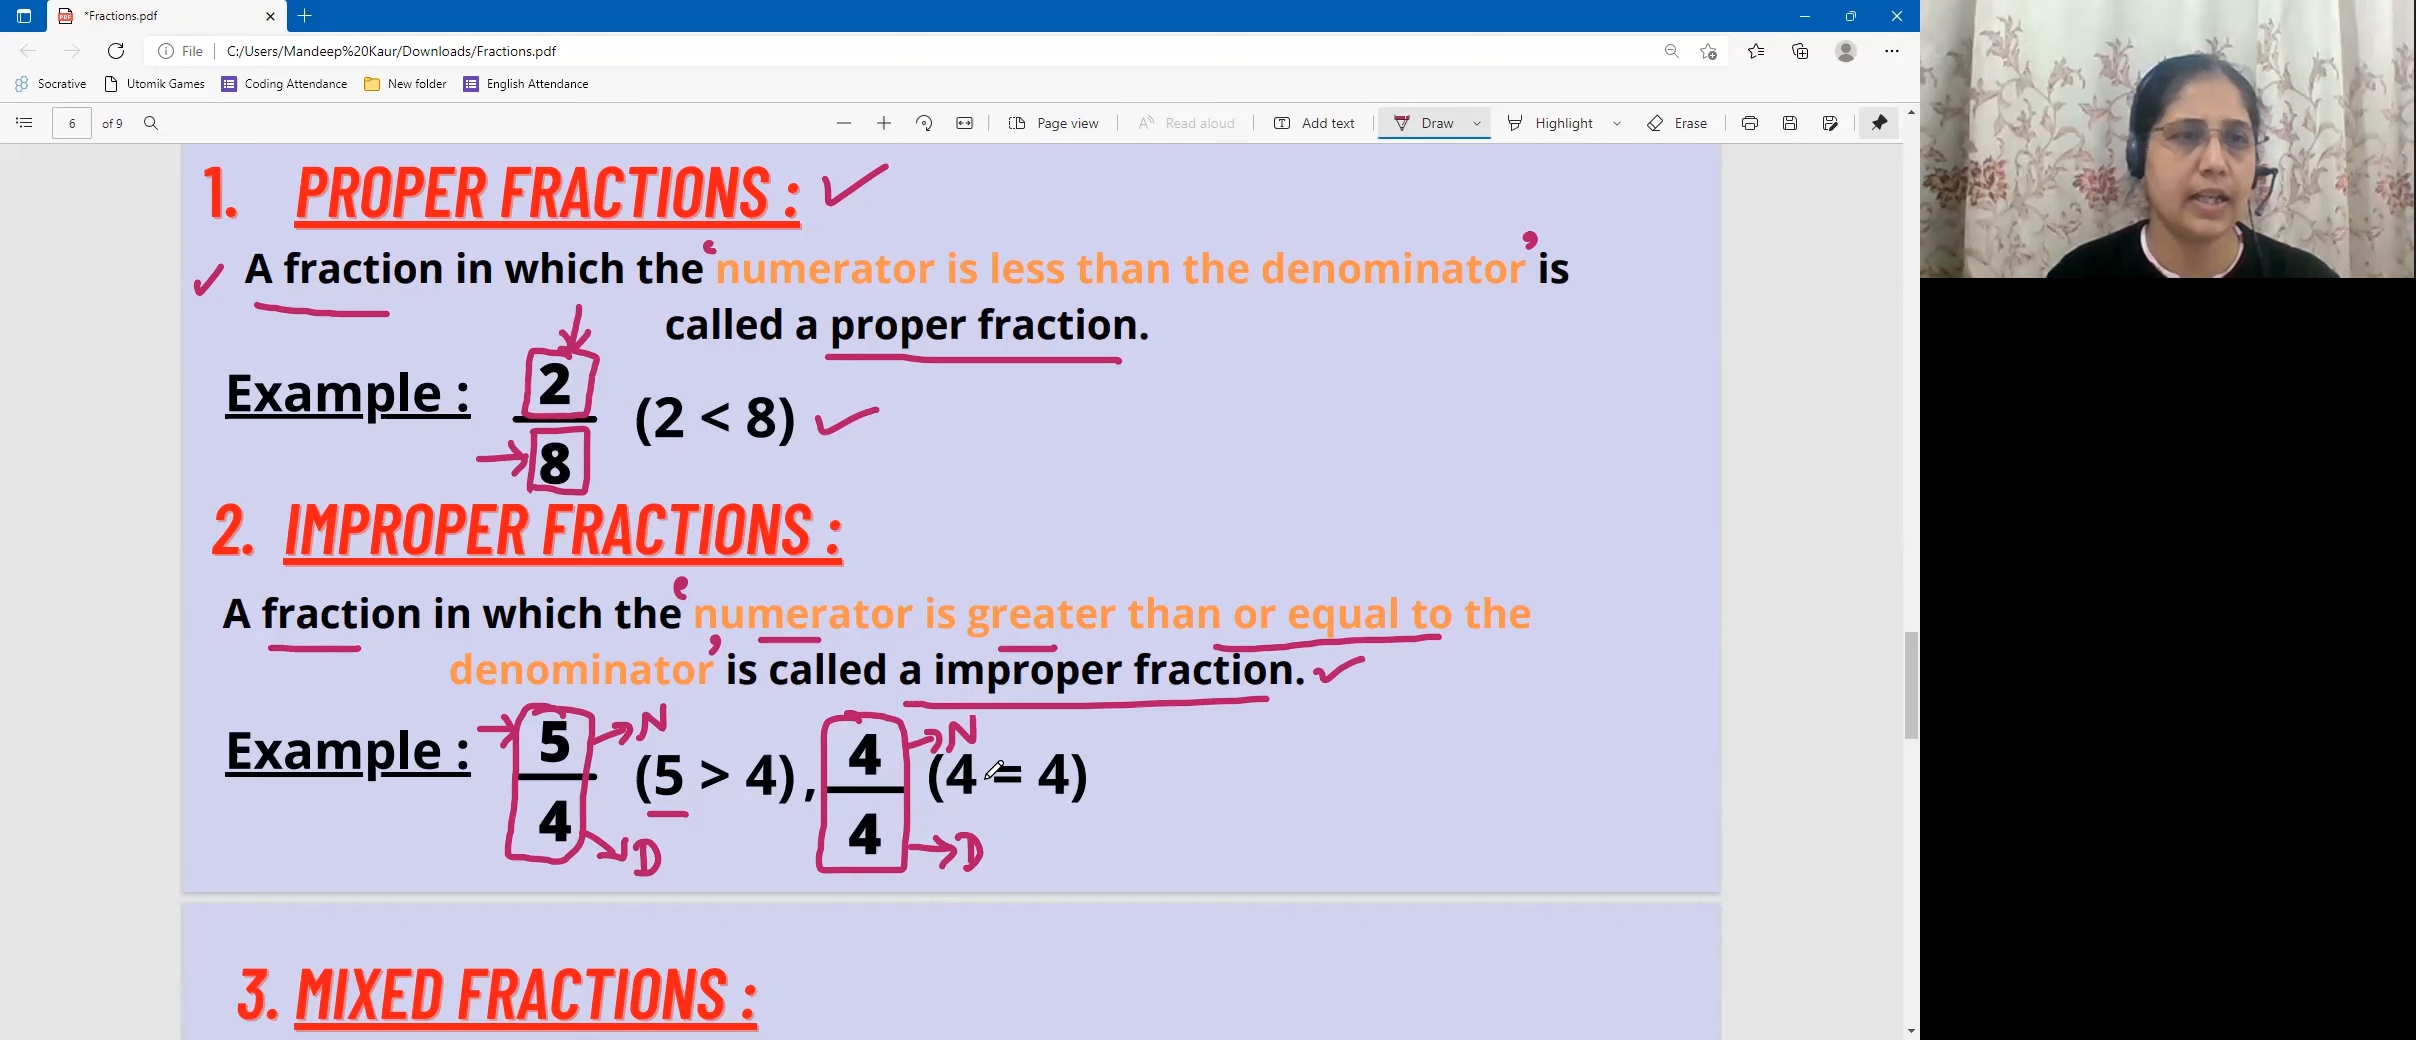 *Fractions.pdf
File C:/Users/Mandeep%20Kaur/Downloads/Fractions.pdf
Socrative Utomik Games Coding Attendance New folder English Attendance
6 of 9 Page view Read aloud Add text Draw Highlight Erase
1. PROPER FRACTIONS :
A fraction in which the ‘numerator is less than the denominator’ is
called a proper fraction.
Example : 2/8 (2 < 8)
2. IMPROPER FRACTIONS :
A fraction in which the ‘numerator is greater than or equal to the
denominator’ is called a improper fraction.
Example : 5/4 N D (5 > 4) , 4/4 N D (4 = 4)
3. MIXED FRACTIONS :